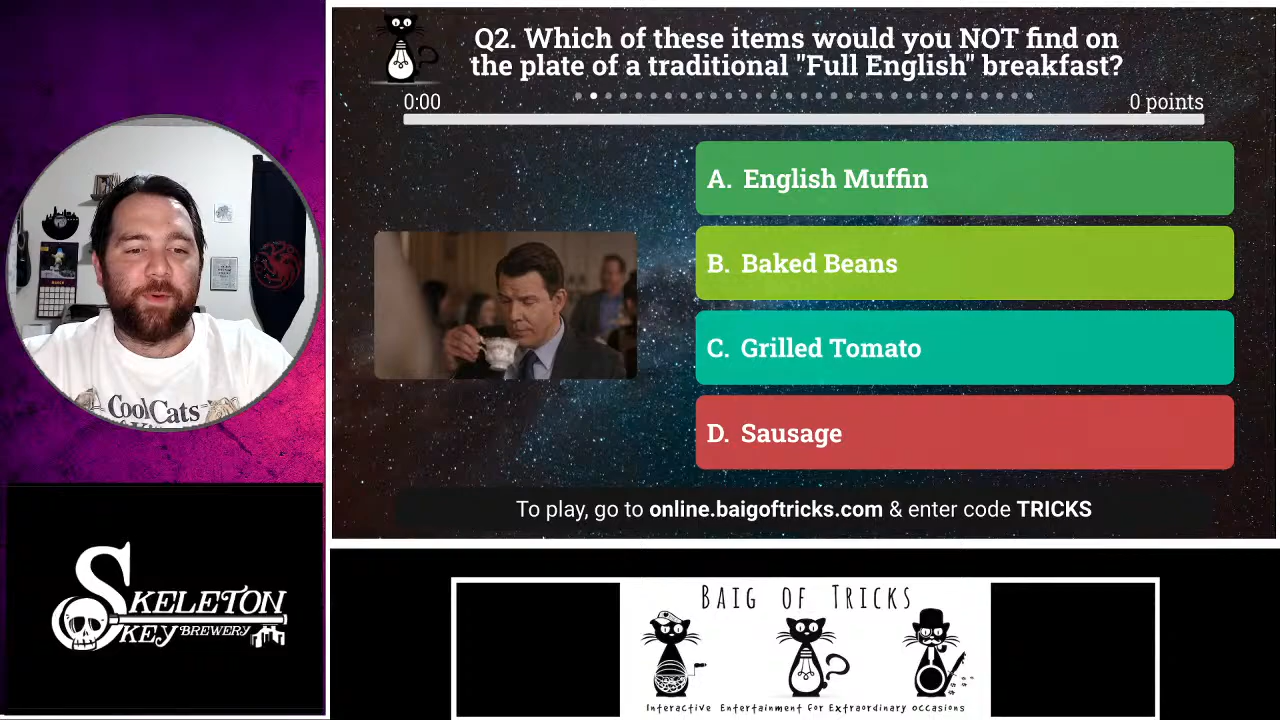 Q2. Which of these items would you NOT find on
the plate of a traditional "Full English" breakfast?
0:00
0 points
A. English Muffin
B. Baked Beans
C. Grilled Tomato
D. Sausage
To play, go to online.baigoftricks.com & enter code TRICKS
Cool Cats
SKELETON
KEY BREWERY
BAIG OF TRICKS
Interactive Entertainment for Extraordinary occasions